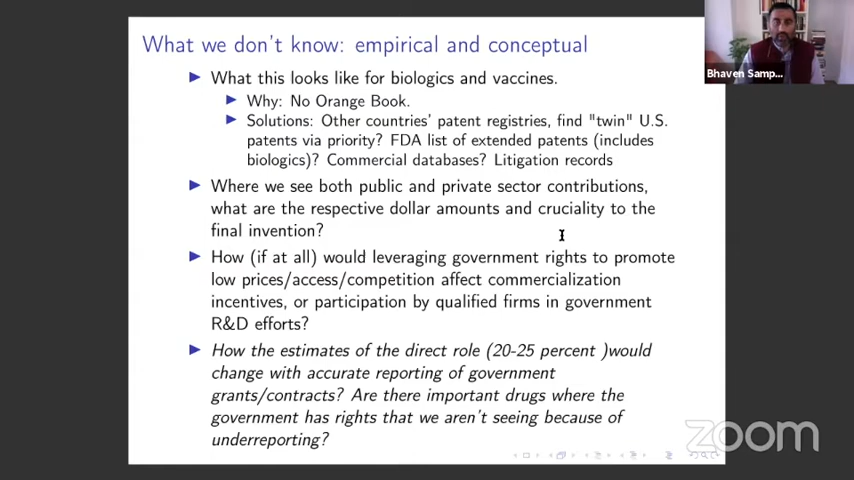 What we don't know: empirical and conceptual
What this looks like for biologics and vaccines.
Why: No Orange Book.
Solutions: Other countries' patent registries, find "twin" U.S.
patents via priority? FDA list of extended patents (includes
biologics)? Commercial databases? Litigation records
Where we see both public and private sector contributions,
what are the respective dollar amounts and cruciality to the
final invention?
How (if at all) would leveraging government rights to promote
low prices/access/competition affect commercialization
incentives, or participation by qualified firms in government
R&D efforts?
How the estimates of the direct role (20-25 percent )would
change with accurate reporting of government
grants/contracts? Are there important drugs where the
government has rights that we aren't seeing because of
underreporting?
Bhaven Samp...
zoom